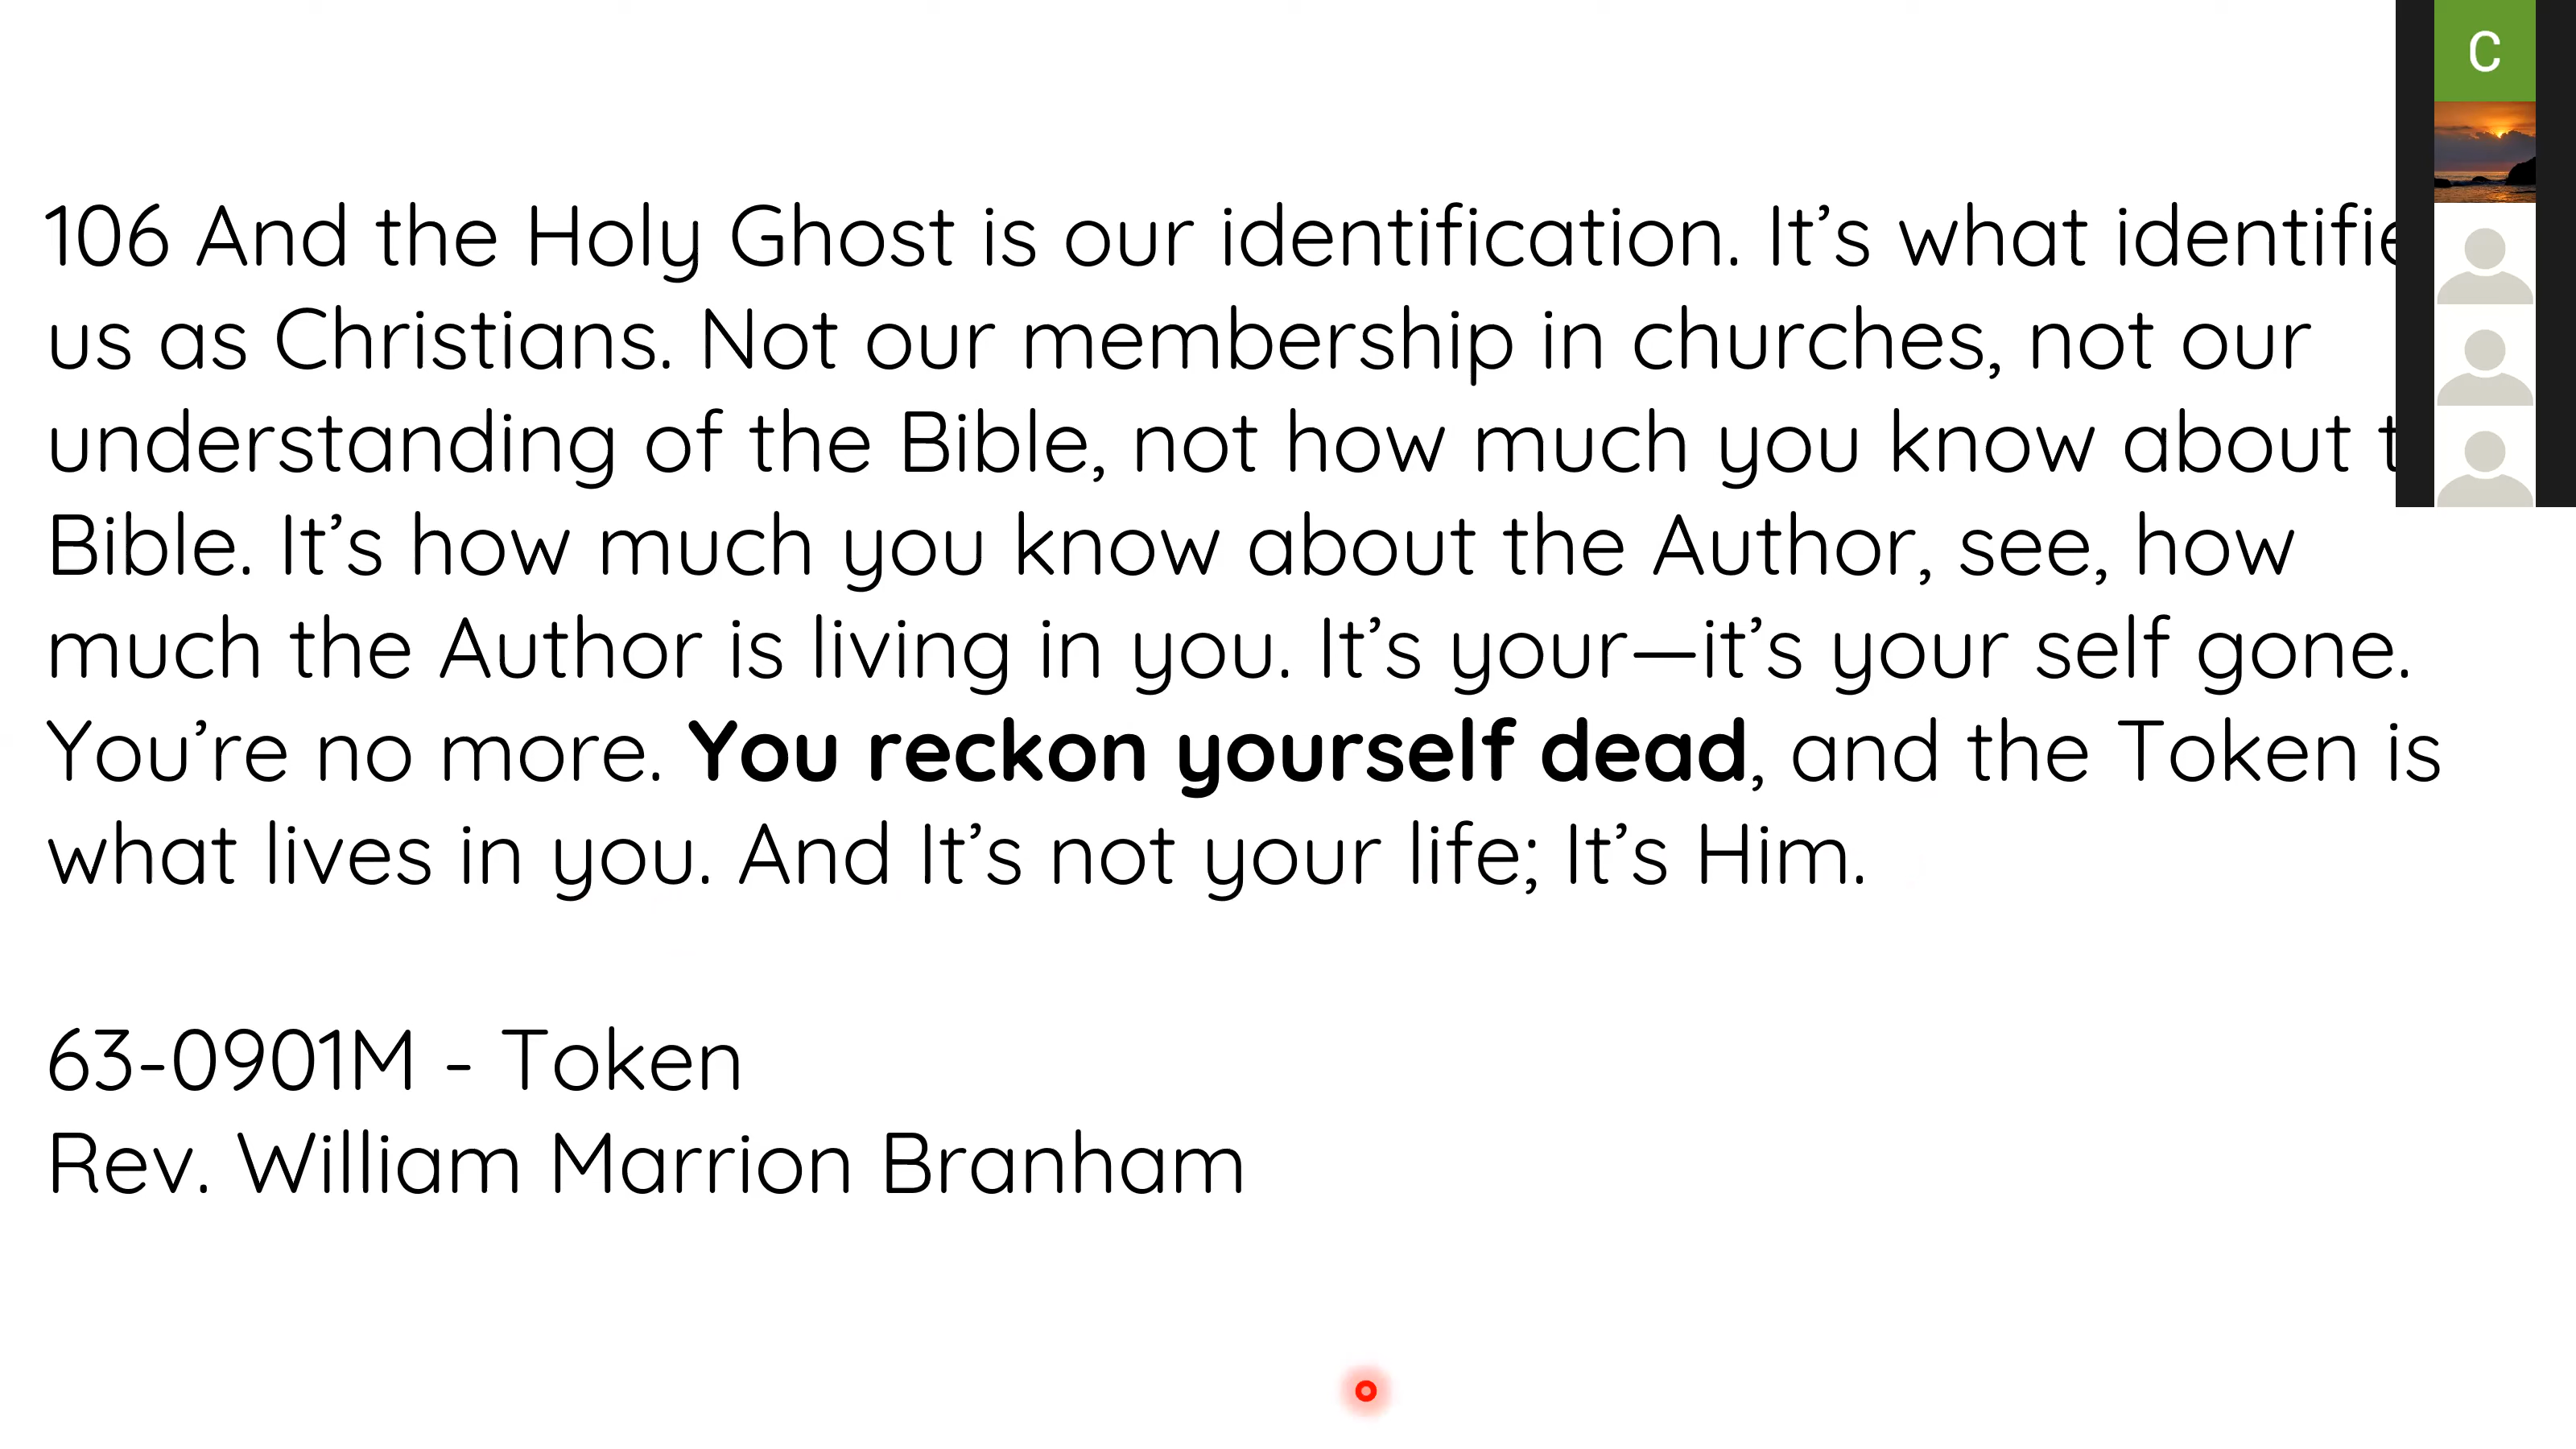 106 And the Holy Ghost is our identification. It's what
us as Christians. Not our membership in churches, not our
understanding of the Bible, not how much you know about
Bible. It's how much you know about the Author, see, how
much the Author is living in you. It's your—it's your self gone.
You're no more. You reckon yourself dead, and the Token is
what lives in you. And It's not your life; It's Him.
63-0901M - Token
Rev. William Marrion Branham
C